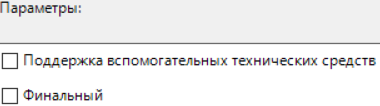 Параметры:
Поддержка вспомогательных технических средств
Финальный